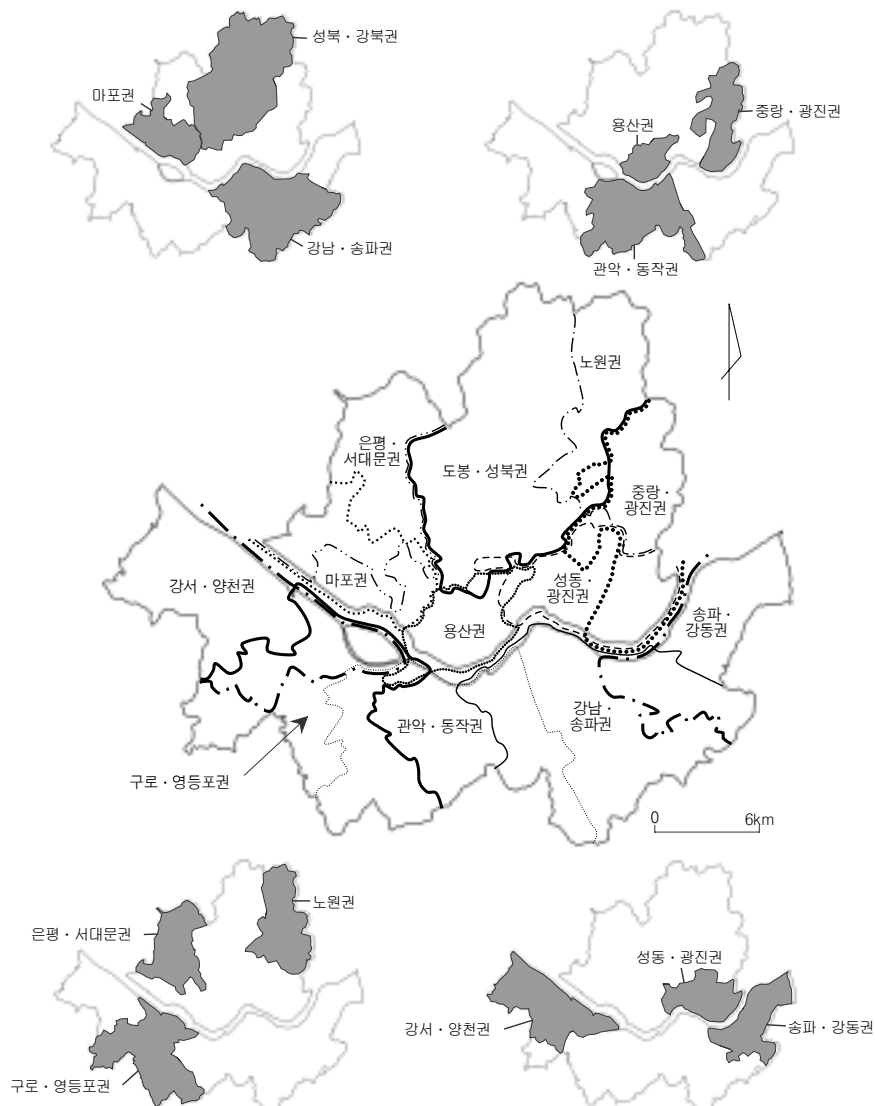 성북・강북권
마포권
강남・송파권
중랑・광진권
용산권
관악・동작권
노원권
은평・
서대문권
도봉・성북권
중랑・
광진권
강서・양천권
마포권
성동・
광진권
용산권
송파・
강동권
관악・동작권
강남・
송파권
구로・영등포권
0 6km
은평・서대문권
노원권
구로・영등포권
성동・광진권
강서・양천권
송파・강동권